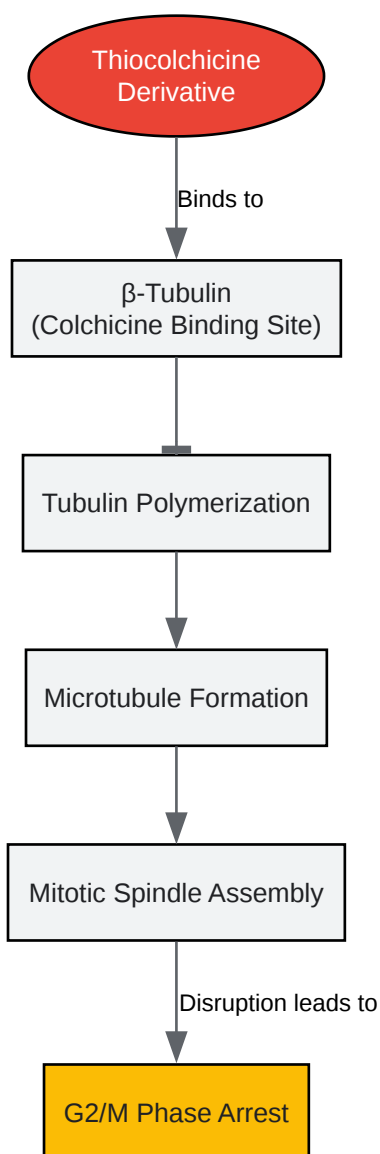 Thiocolchicine
Derivative
Binds to
β-Tubulin
(Colchicine Binding Site)
Tubulin Polymerization
Microtubule Formation
Mitotic Spindle Assembly
Disruption leads to
G2/M Phase Arrest